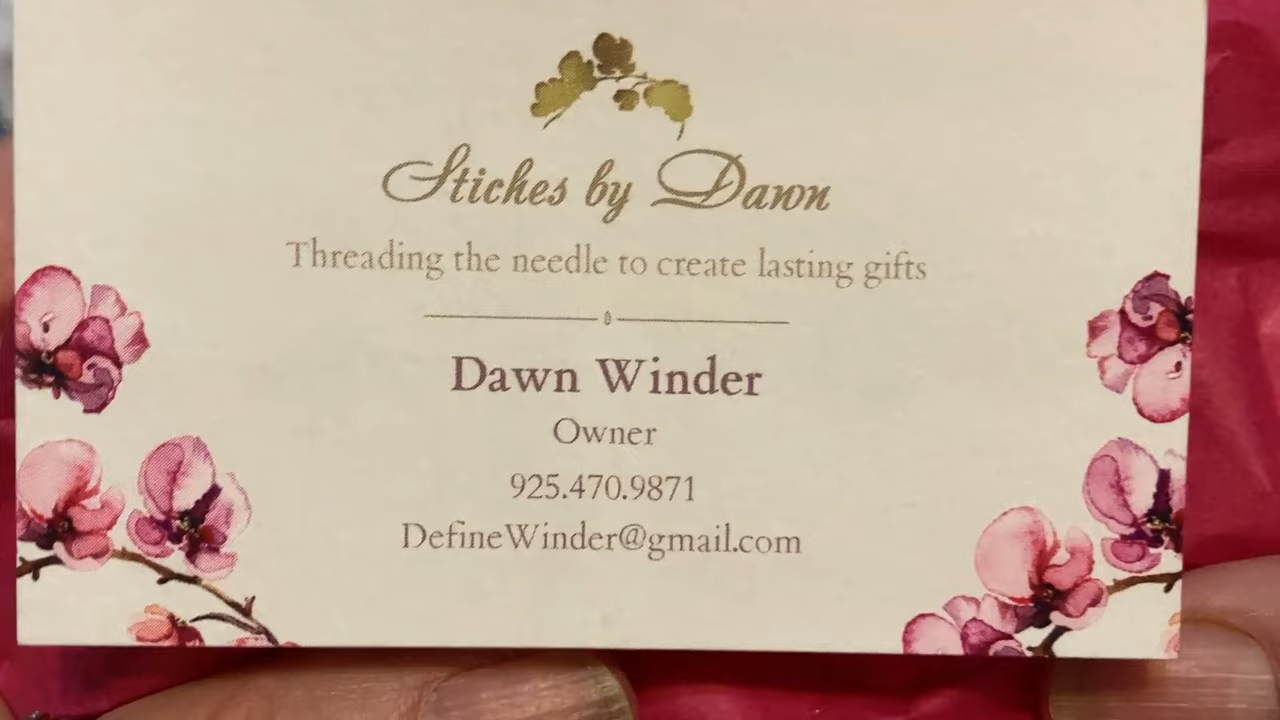 Stiches by Dawn
Threading the needle to create lasting gifts
Dawn Winder
Owner
925.470.9871
DefineWinder@gmail.com